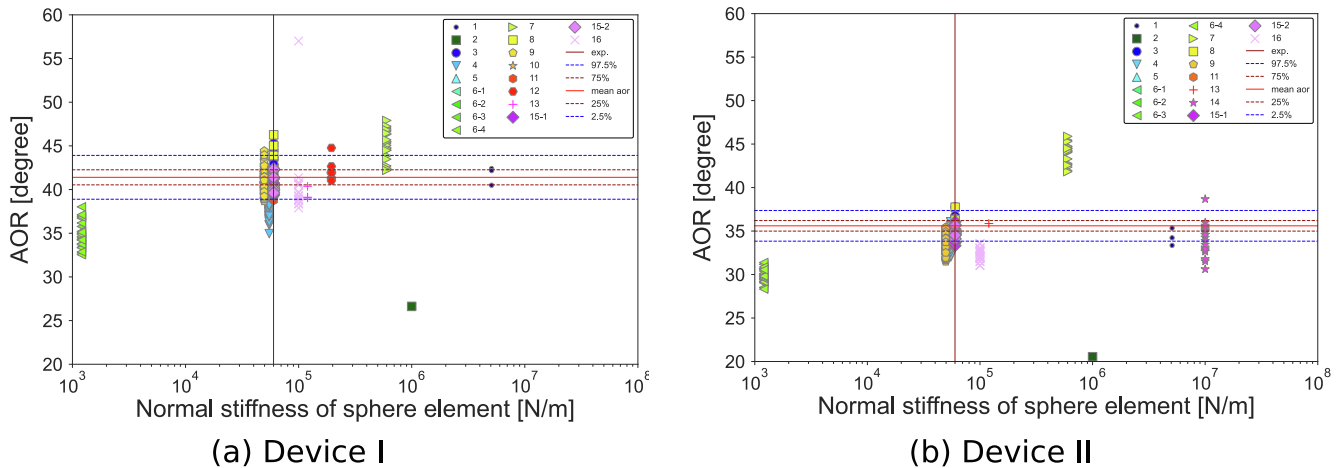 60
55
50
45
40
35
30
25
20
AOR [degree]
10³ 10⁴ 10⁵ 10⁶ 10⁷ 10⁸
Normal stiffness of sphere element [N/m]
1 7 15-2
2 8 16
3 9 exp.
4 10 97.5%
5 11 75%
6-1 12 mean aor
6-2 13 25%
6-3 15-1 2.5%
6-4
(a) Device I
60
55
50
45
40
35
30
25
20
AOR [degree]
10³ 10⁴ 10⁵ 10⁶ 10⁷ 10⁸
Normal stiffness of sphere element [N/m]
1 6-4 15-2
2 7 16
3 8 exp.
4 9 97.5%
5 11 75%
6-1 13 mean aor
6-2 14 25%
6-3 15-1 2.5%
(b) Device II